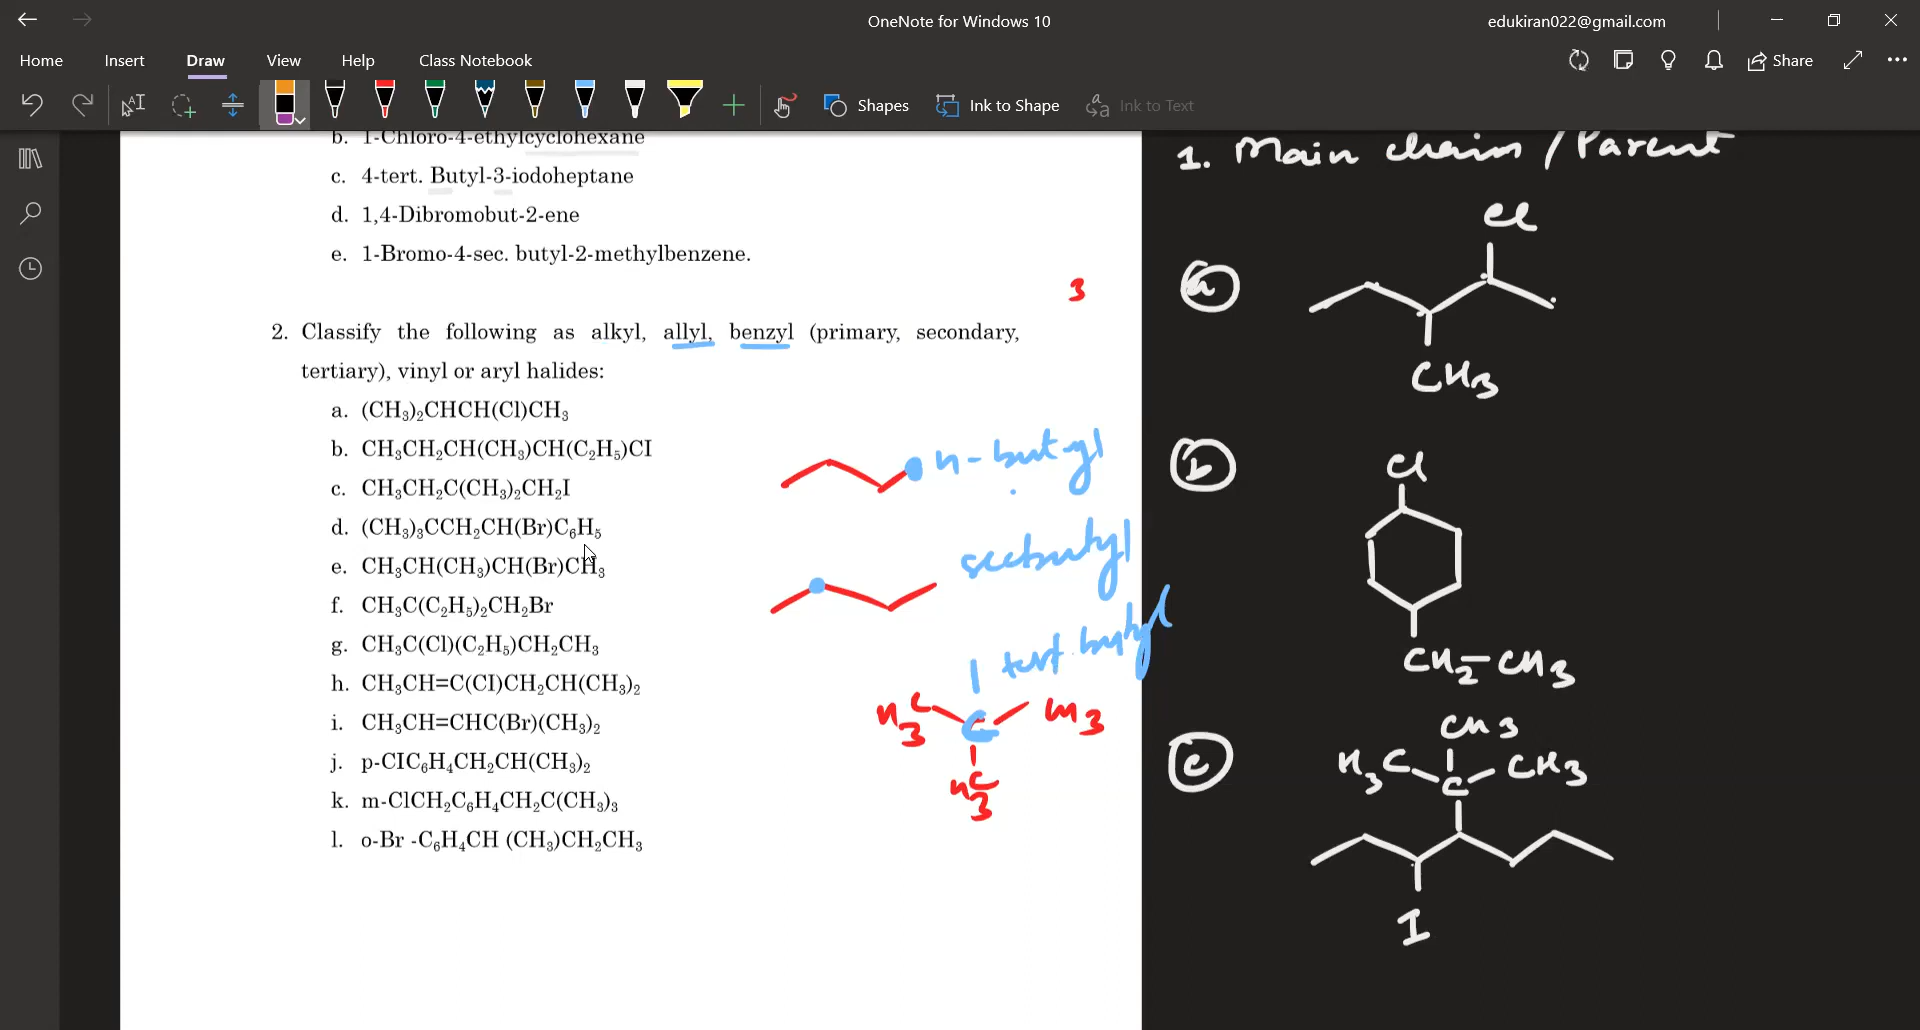 OneNote for Windows 10
edukiran022@gmail.com
Home Insert Draw View Help Class Notebook
Share
Shapes Ink to Shape Ink to Text
b. 1-Chloro-4-ethylcyclohexane
c. 4-tert. Butyl-3-iodoheptane
d. 1,4-Dibromobut-2-ene
e. 1-Bromo-4-sec. butyl-2-methylbenzene.
3
2. Classify the following as alkyl, allyl, benzyl (primary, secondary,
tertiary), vinyl or aryl halides:
a. (CH₃)₂CHCH(Cl)CH₃
b. CH₃CH₂CH(CH₃)CH(C₂H₅)CI
c. CH₃CH₂C(CH₃)₂CH₂I
d. (CH₃)₃CCH₂CH(Br)C₆H₅
e. CH₃CH(CH₃)CH(Br)CH₃
f. CH₃C(C₂H₅)₂CH₂Br
g. CH₃C(Cl)(C₂H₅)CH₂CH₃
h. CH₃CH=C(CI)CH₂CH(CH₃)₂
i. CH₃CH=CHC(Br)(CH₃)₂
j. p-CIC₆H₄CH₂CH(CH₃)₂
k. m-ClCH₂C₆H₄CH₂C(CH₃)₃
l. o-Br -C₆H₄CH (CH₃)CH₂CH₃
n-butyl
secbutyl
tert butyl
H₃C C CH₃
H₃C
1. Main chain / Parent
a
Cl
CH₃
b
Cl
CH₂-CH₃
c
CH₃
H₃C C CH₃
I